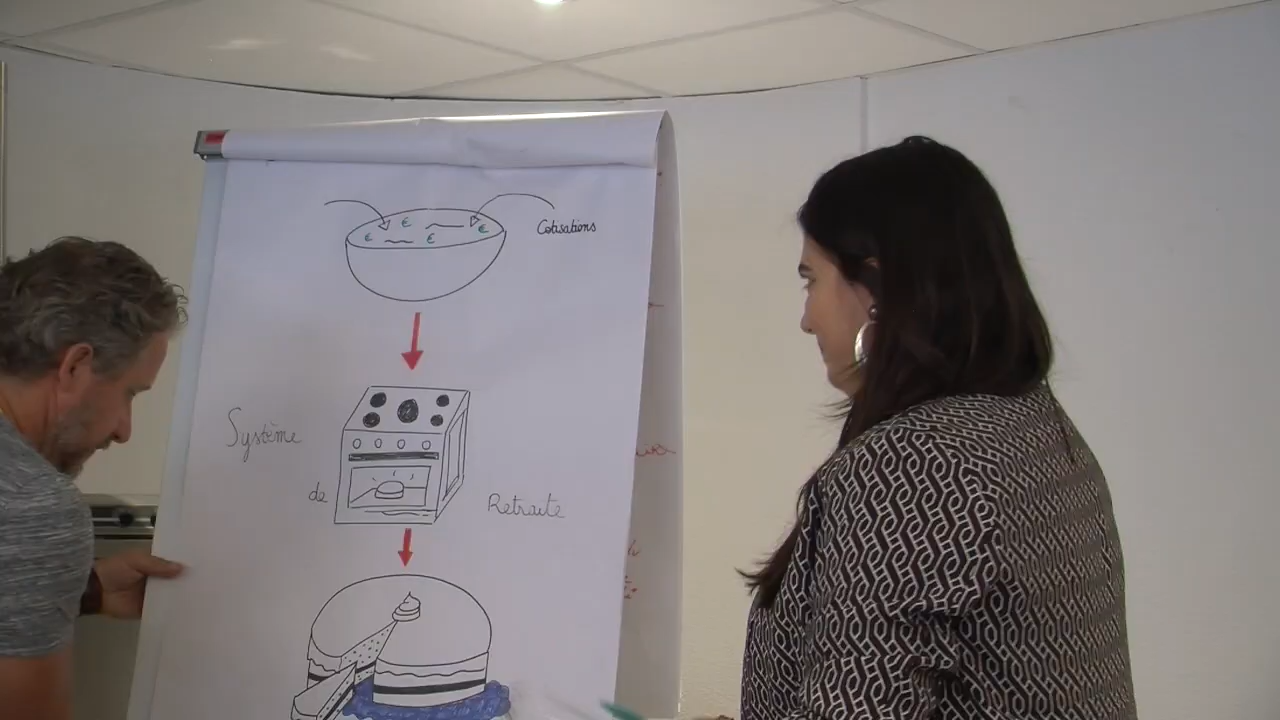 € € € €
Cotisations
Système
de
Retraite